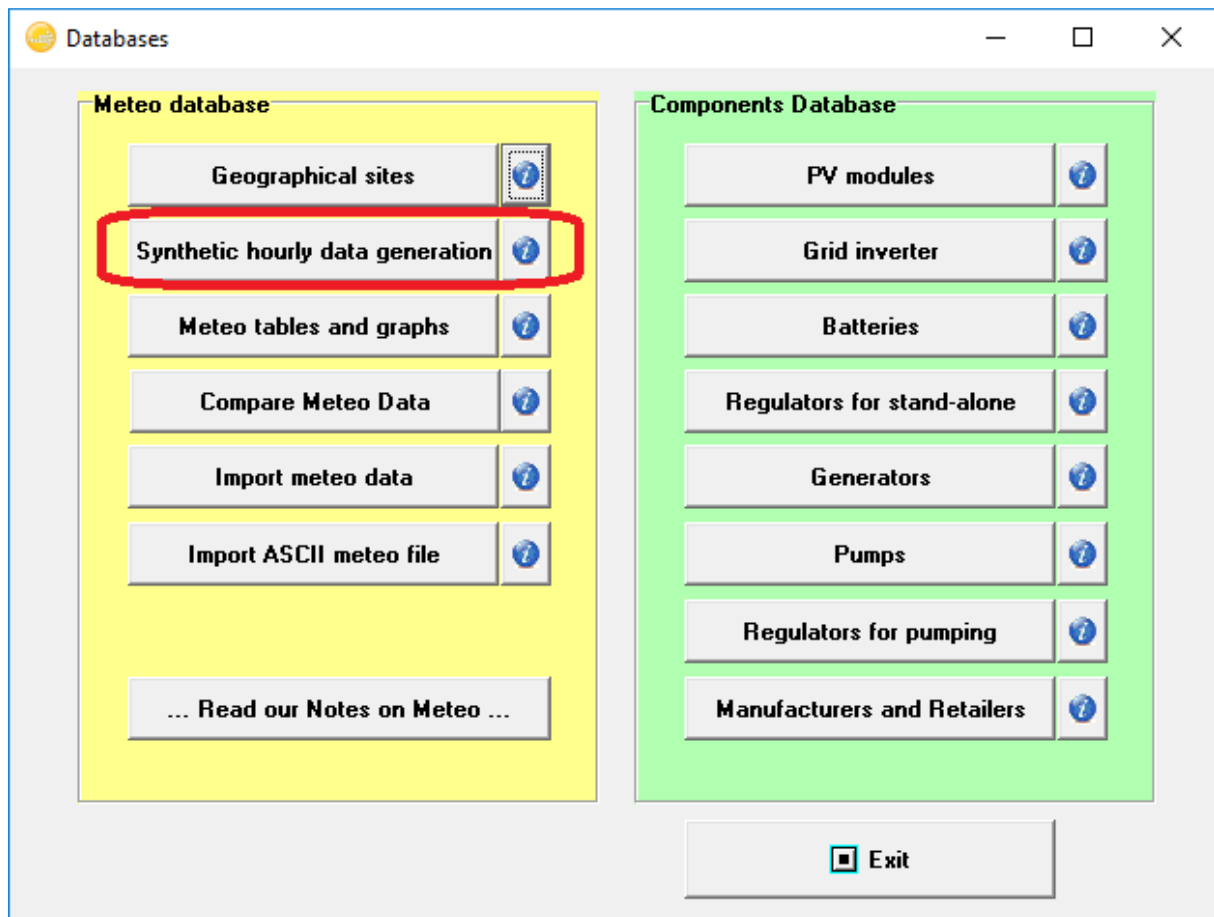 Databases
Meteo database
Geographical sites
Synthetic hourly data generation
Meteo tables and graphs
Compare Meteo Data
Import meteo data
Import ASCII meteo file
... Read our Notes on Meteo ...
Components Database
PV modules
Grid inverter
Batteries
Regulators for stand-alone
Generators
Pumps
Regulators for pumping
Manufacturers and Retailers
Exit